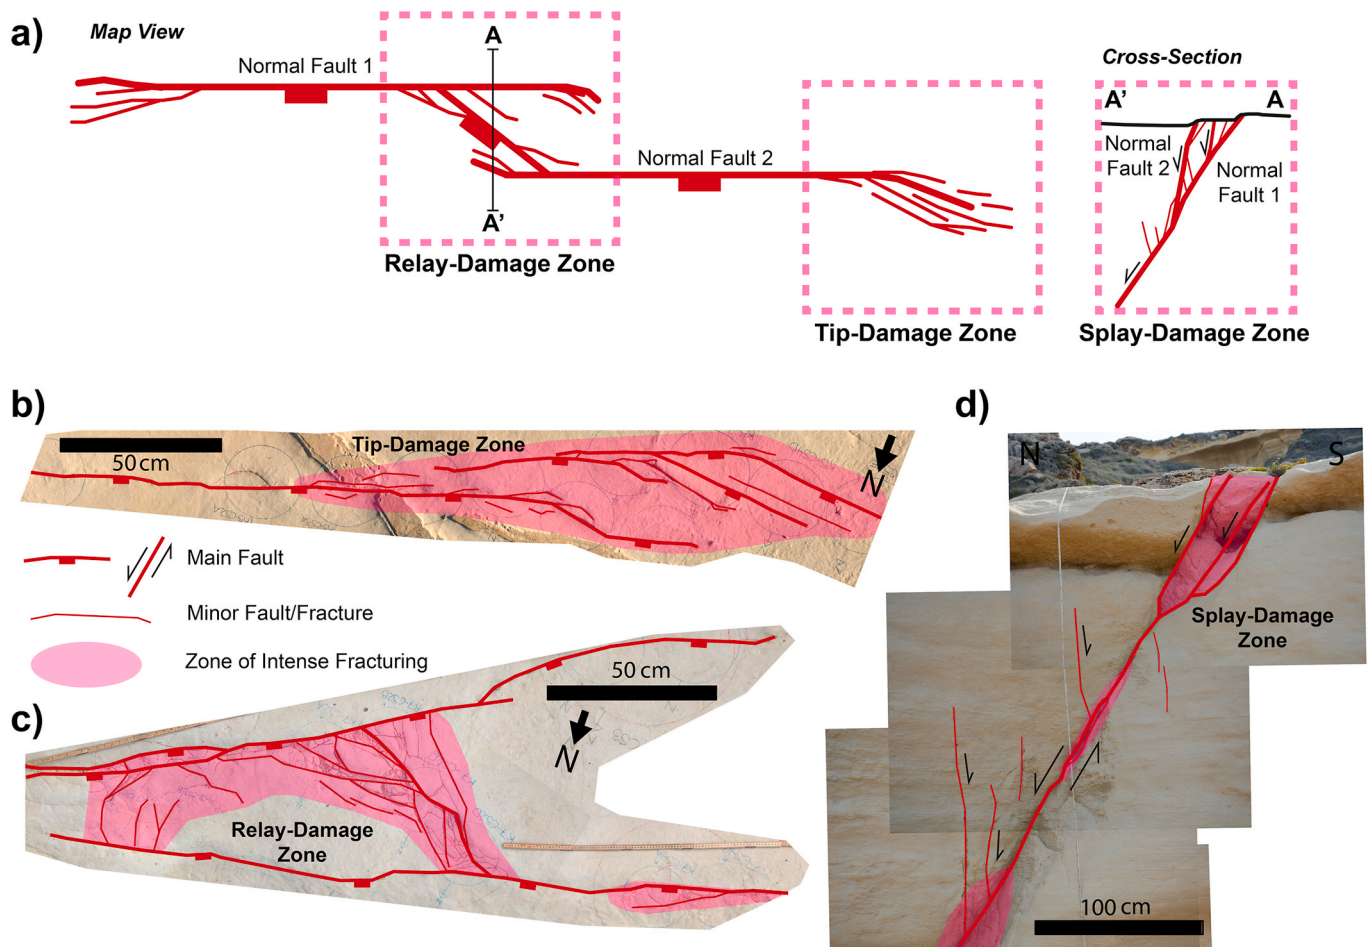 a)
Map View
Normal Fault 1
A
A'
Relay-Damage Zone
Normal Fault 2
Tip-Damage Zone
Cross-Section
A'
A
Normal
Fault 2
Normal
Fault 1
Splay-Damage Zone
b)
50 cm
Tip-Damage Zone
N
Main Fault
Minor Fault/Fracture
Zone of Intense Fracturing
c)
50 cm
N
Relay-Damage
Zone
d)
N
S
Splay-Damage
Zone
100 cm